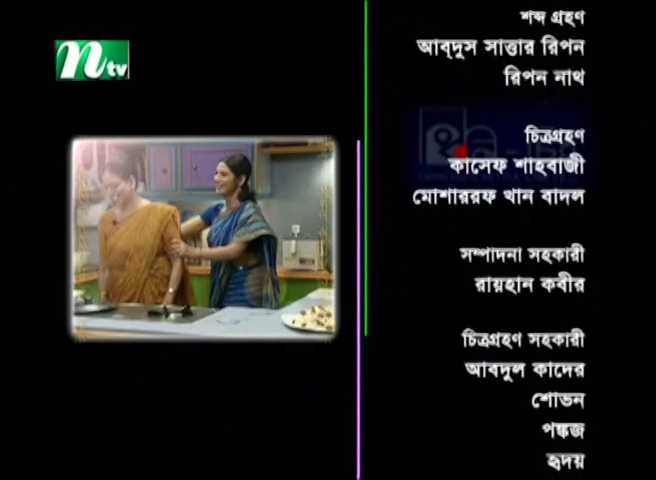 ntv
শব্দ গ্রহণ
আব্দুস সাত্তার রিপন
রিপন নাথ
চিত্রগ্রহণ
কাসেফ শাহবাজী
মোশাররফ খান বাদল
সম্পাদনা সহকারী
রায়হান কবীর
চিত্রগ্রহণ সহকারী
আবদুল কাদের
শোভন
পঙ্কজ
হৃদয়